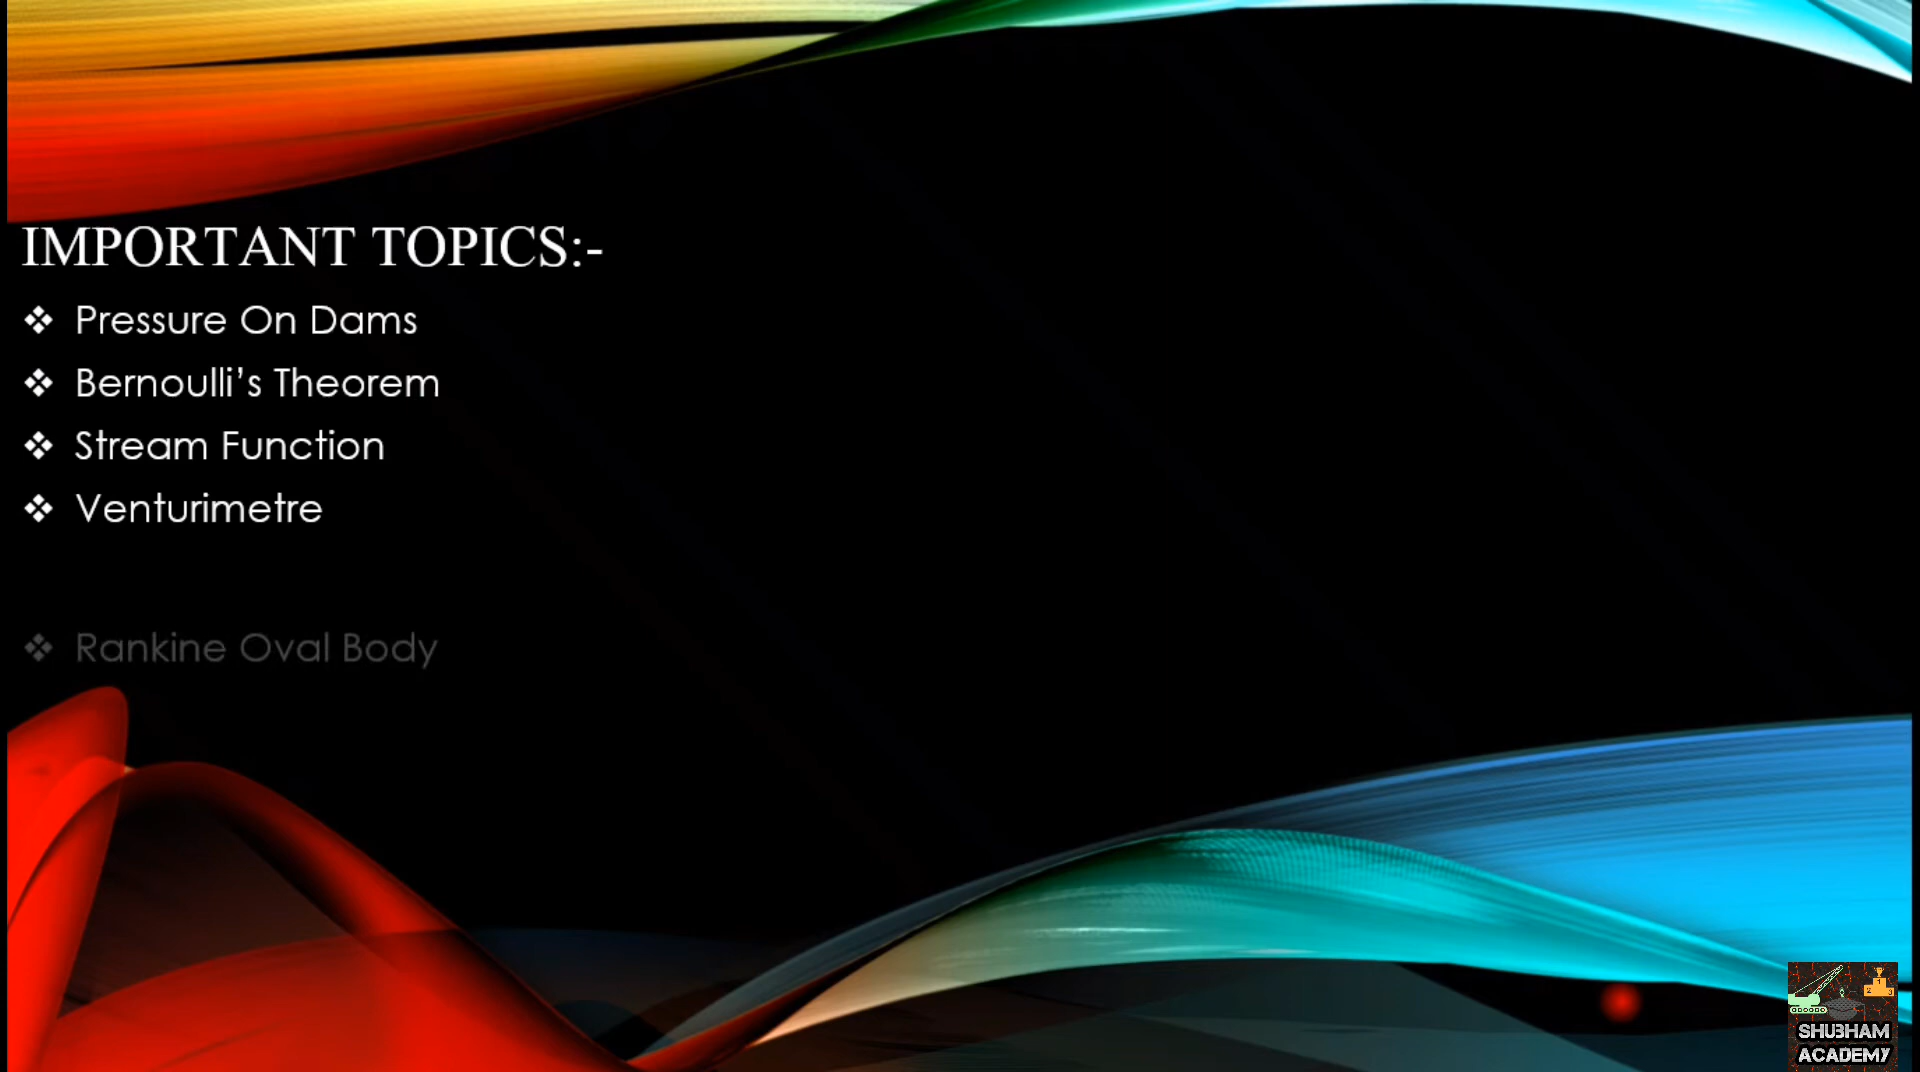 IMPORTANT TOPICS:-
❖ Pressure On Dams
❖ Bernoulli’s Theorem
❖ Stream Function
❖ Venturimetre
❖ Rankine Oval Body
SHUBHAM
ACADEMY